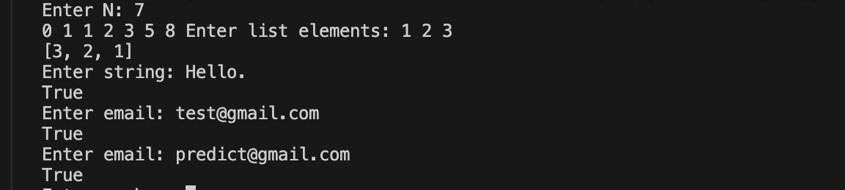 Enter N: 7
0 1 1 2 3 5 8 Enter list elements: 1 2 3
[3, 2, 1]
Enter string: Hello.
True
Enter email: test@gmail.com
True
Enter email: predict@gmail.com
True